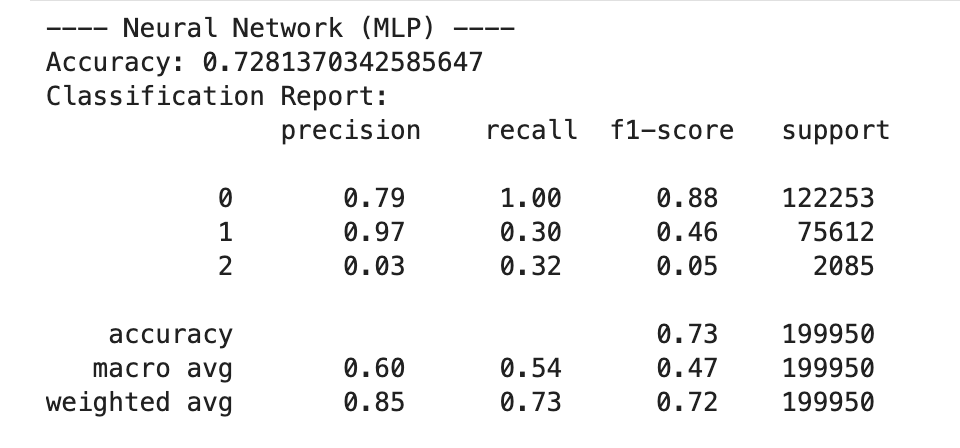 ---- Neural Network (MLP) ----
Accuracy: 0.7281370342585647
Classification Report:
precision recall f1-score support
0 0.79 1.00 0.88 122253
1 0.97 0.30 0.46 75612
2 0.03 0.32 0.05 2085
accuracy 0.73 199950
macro avg 0.60 0.54 0.47 199950
weighted avg 0.85 0.73 0.72 199950